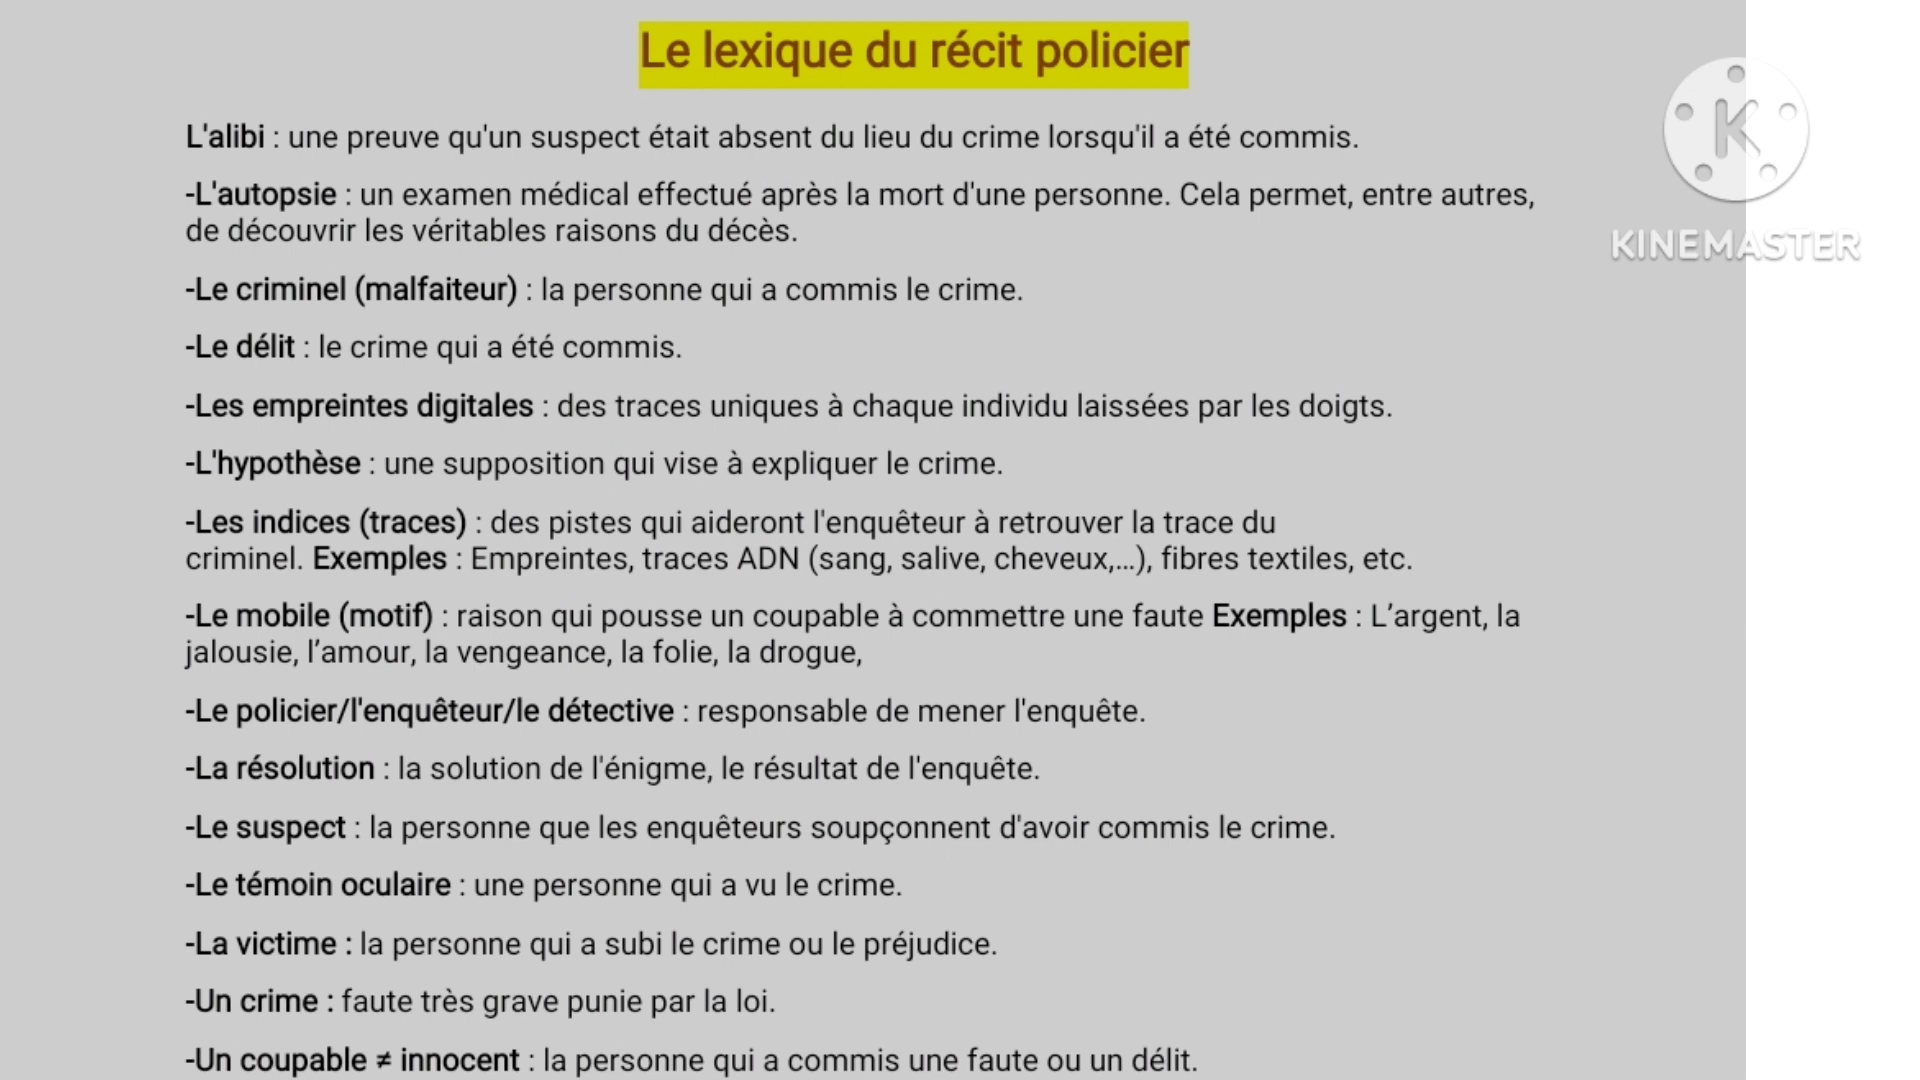 Le lexique du récit policier
L'alibi : une preuve qu'un suspect était absent du lieu du crime lorsqu'il a été commis.
-L'autopsie : un examen médical effectué après la mort d'une personne. Cela permet, entre autres,
de découvrir les véritables raisons du décès.
-Le criminel (malfaiteur) : la personne qui a commis le crime.
-Le délit : le crime qui a été commis.
-Les empreintes digitales : des traces uniques à chaque individu laissées par les doigts.
-L'hypothèse : une supposition qui vise à expliquer le crime.
-Les indices (traces) : des pistes qui aideront l'enquêteur à retrouver la trace du
criminel. Exemples : Empreintes, traces ADN (sang, salive, cheveux,...), fibres textiles, etc.
-Le mobile (motif) : raison qui pousse un coupable à commettre une faute Exemples : L’argent, la
jalousie, l’amour, la vengeance, la folie, la drogue,
-Le policier/l'enquêteur/le détective : responsable de mener l'enquête.
-La résolution : la solution de l'énigme, le résultat de l'enquête.
-Le suspect : la personne que les enquêteurs soupçonnent d'avoir commis le crime.
-Le témoin oculaire : une personne qui a vu le crime.
-La victime : la personne qui a subi le crime ou le préjudice.
-Un crime : faute très grave punie par la loi.
-Un coupable ≠ innocent : la personne qui a commis une faute ou un délit.
K
KINEMASTER